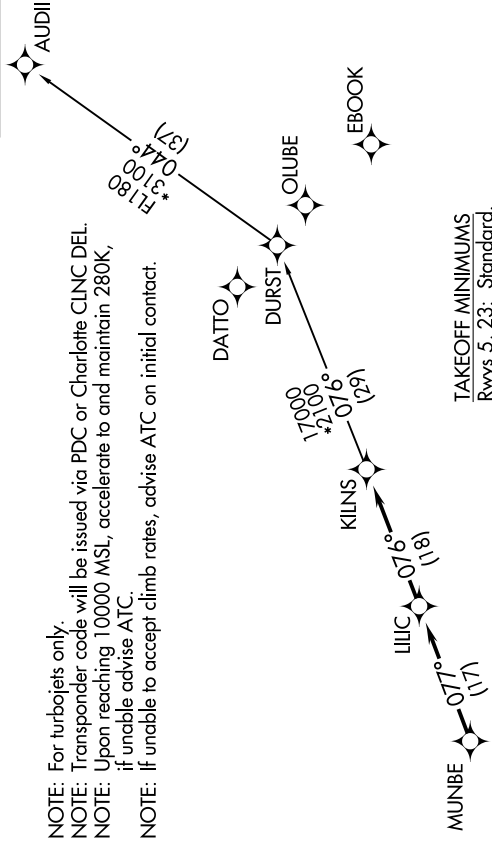 NOTE: For turbojets only.
NOTE: Transponder code will be issued via PDC or Charlotte CLNC DEL.
NOTE: Upon reaching 10000 MSL, accelerate to and maintain 280K,
if unable advise ATC.
NOTE: If unable to accept climb rates, advise ATC on initial contact.
AUDII
FL180
*3100
044°
(37)
EBOOK
OLUBE
DURST
DATTO
17000
*2100
076°
(29)
KILNS
076°
(18)
LILIC
077°
(17)
MUNBE
TAKEOFF MINIMUMS
Rwys 5, 23: Standard.